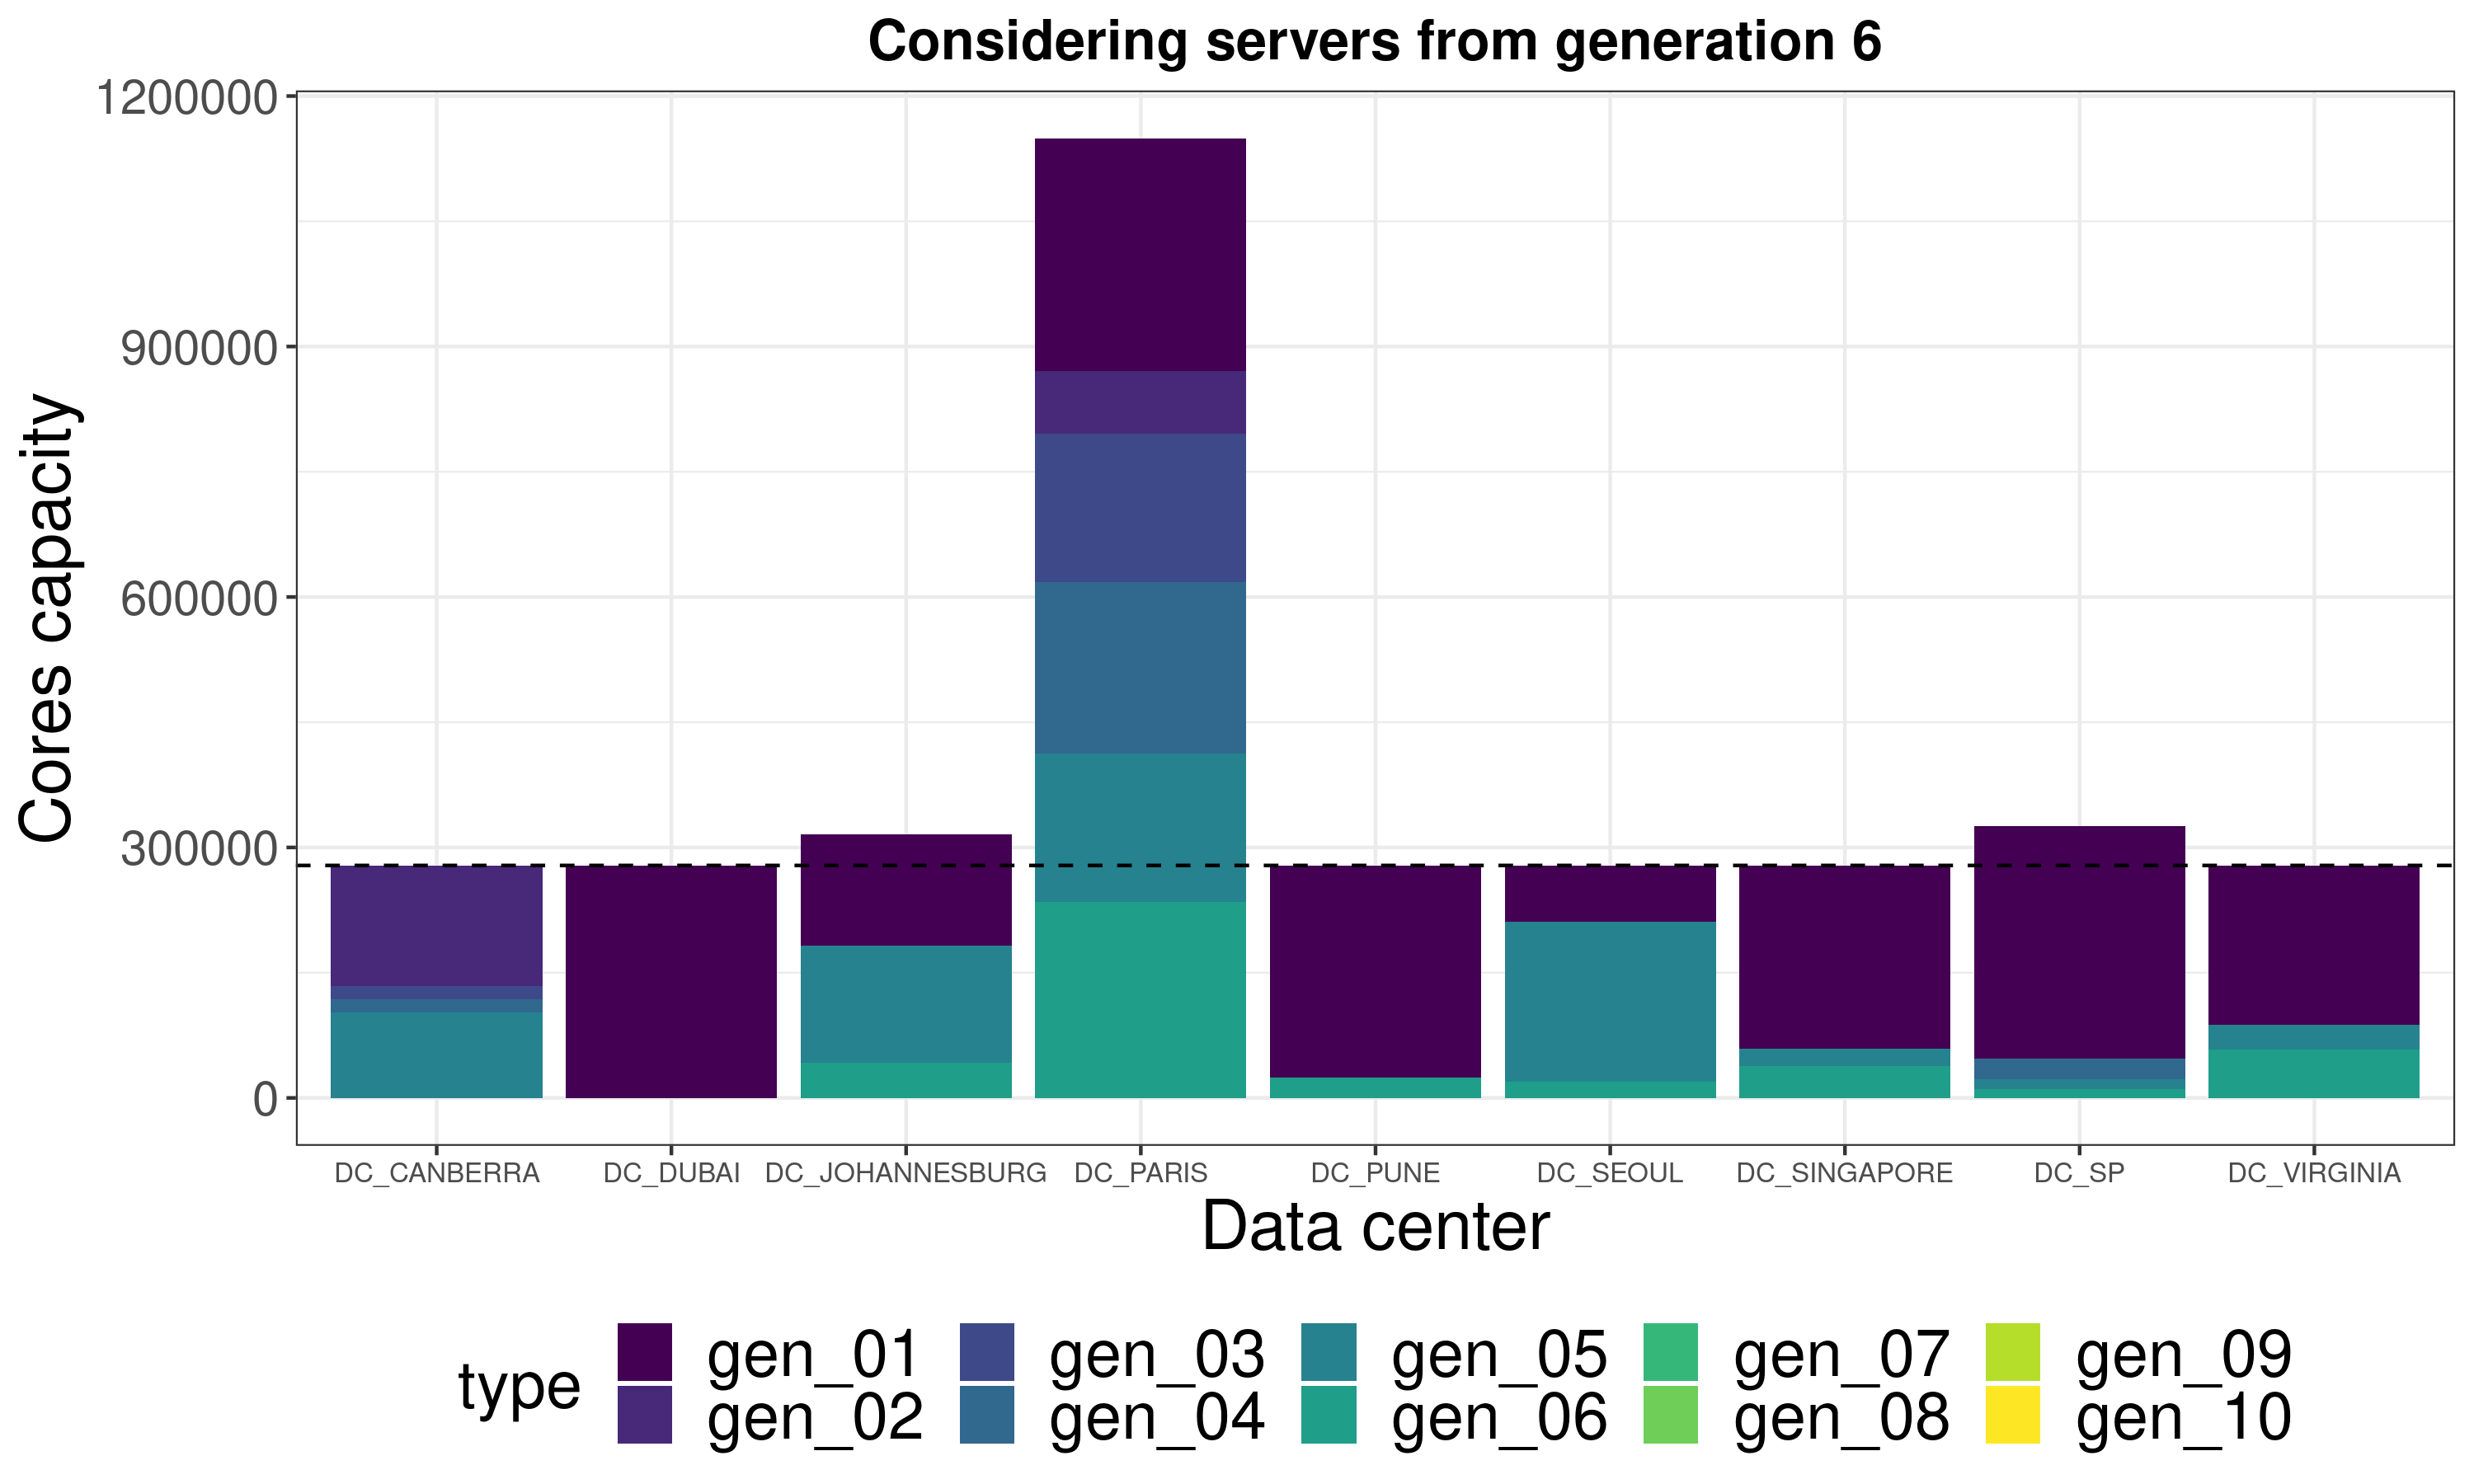 Considering servers from generation 6
Cores capacity
1200000
900000
600000
300000
0
DC_CANBERRA DC_DUBAI DC_JOHANNESBURG DC_PARIS DC_PUNE DC_SEOUL DC_SINGAPORE DC_SP DC_VIRGINIA
Data center
type
gen_01 gen_03 gen_05 gen_07 gen_09
gen_02 gen_04 gen_06 gen_08 gen_10